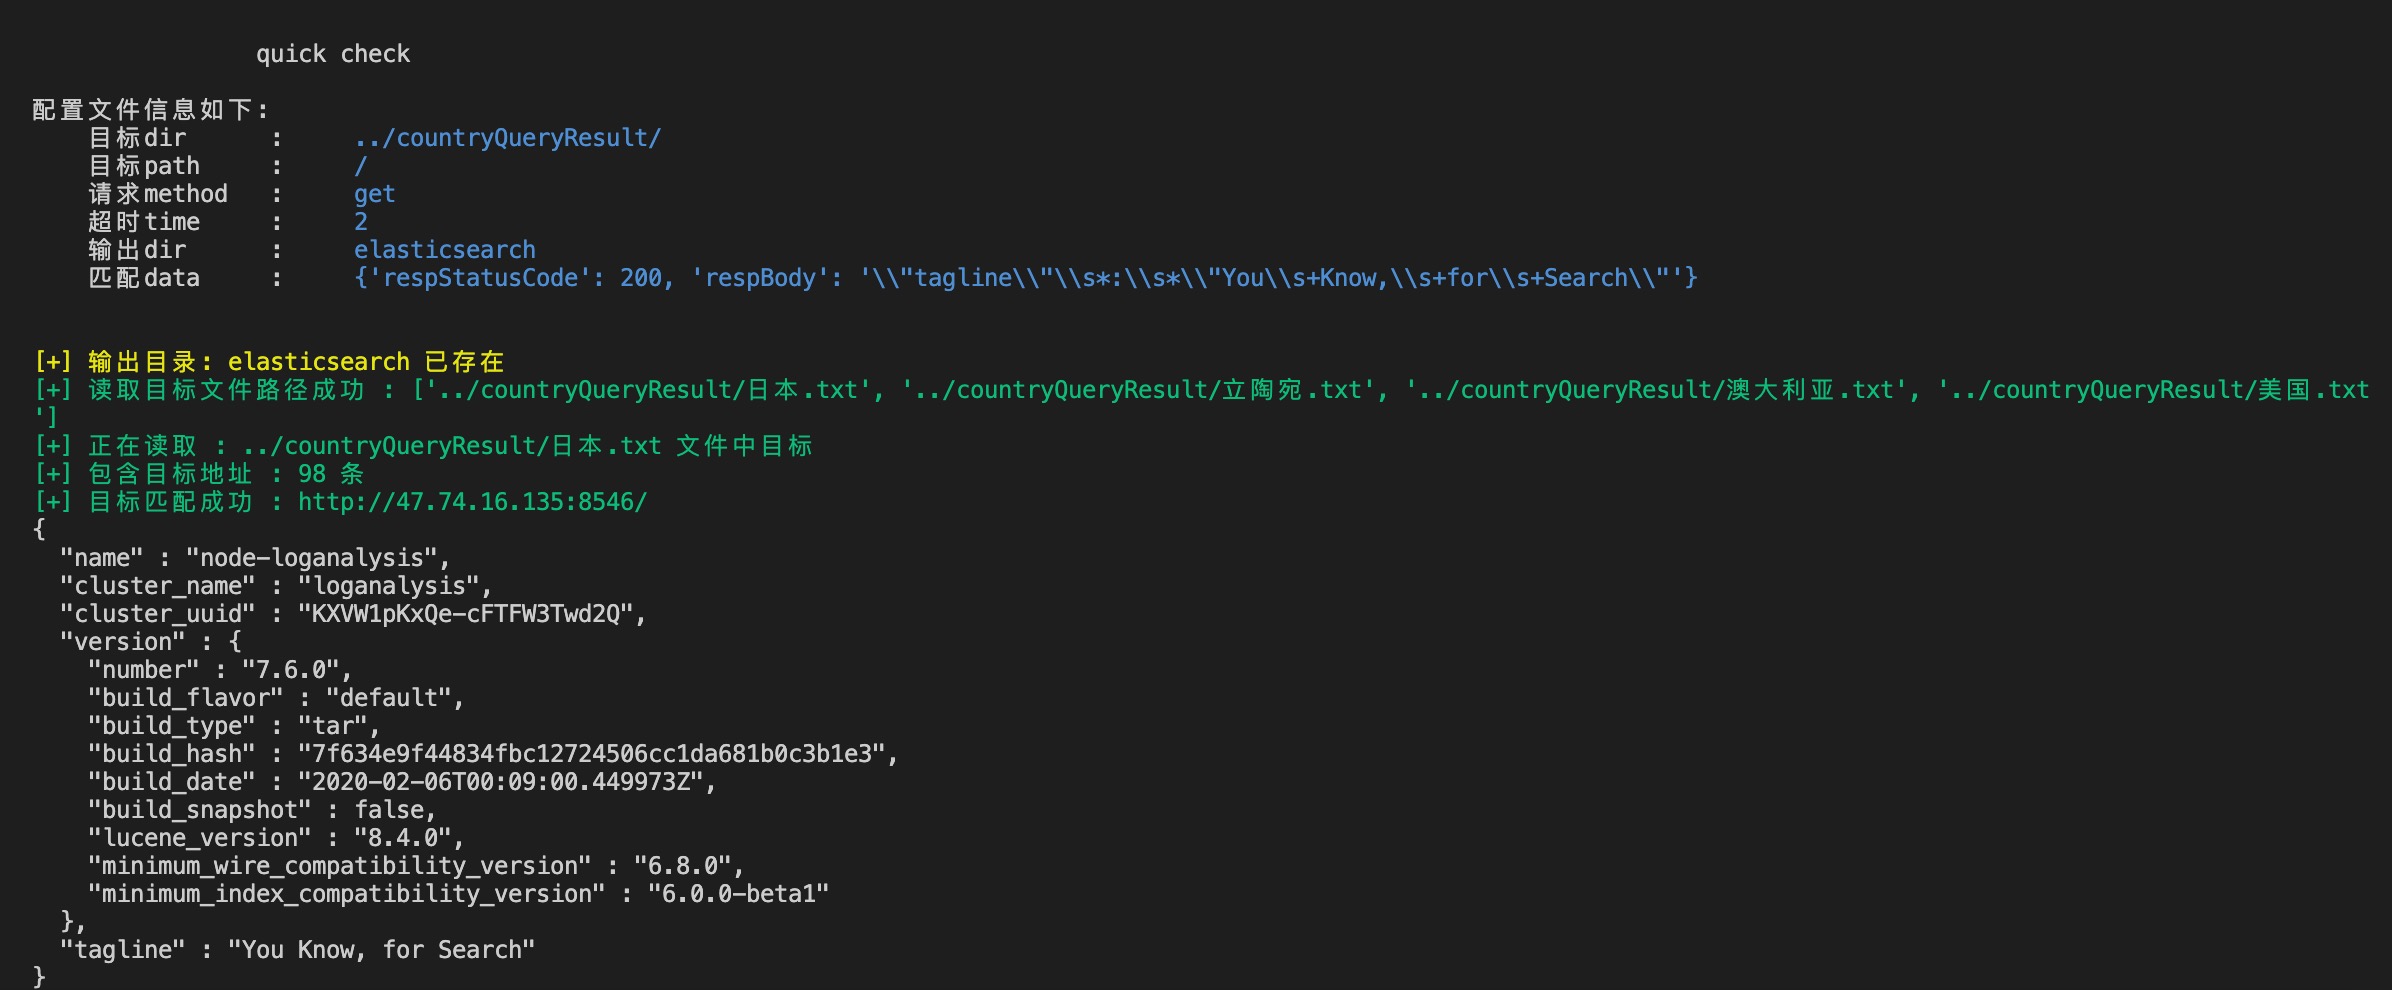 quick check
配置文件信息如下:
目标dir : ../countryQueryResult/
目标path : /
请求method : get
超时time : 2
输出dir : elasticsearch
匹配data : {'respStatusCode': 200, 'respBody': '\\"tagline\\"\\s*:\\s*\\"You\\s+Know,\\s+for\\s+Search\\"'}
[+] 输出目录: elasticsearch 已存在
[+] 读取目标文件路径成功 : ['../countryQueryResult/日本.txt', '../countryQueryResult/立陶宛.txt', '../countryQueryResult/澳大利亚.txt', '../countryQueryResult/美国.txt
']
[+] 正在读取 : ../countryQueryResult/日本.txt 文件中目标
[+] 包含目标地址 : 98 条
[+] 目标匹配成功 : http://47.74.16.135:8546/
{
  "name" : "node-loganalysis",
  "cluster_name" : "loganalysis",
  "cluster_uuid" : "KXVW1pKxQe-cFTFW3Twd2Q",
  "version" : {
    "number" : "7.6.0",
    "build_flavor" : "default",
    "build_type" : "tar",
    "build_hash" : "7f634e9f44834fbc12724506cc1da681b0c3b1e3",
    "build_date" : "2020-02-06T00:09:00.449973Z",
    "build_snapshot" : false,
    "lucene_version" : "8.4.0",
    "minimum_wire_compatibility_version" : "6.8.0",
    "minimum_index_compatibility_version" : "6.0.0-beta1"
  },
  "tagline" : "You Know, for Search"
}